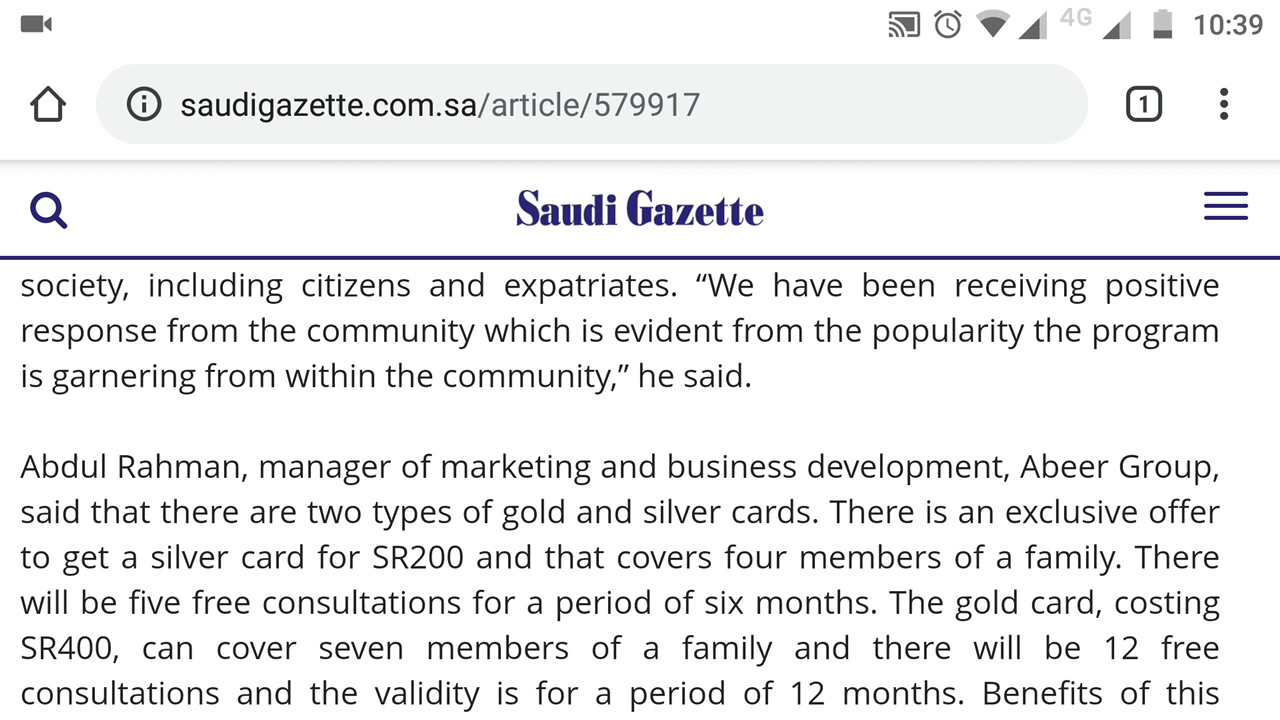 4G 10:39
saudigazette.com.sa/article/579917 1
Saudi Gazette
society, including citizens and expatriates. “We have been receiving positive
response from the community which is evident from the popularity the program
is garnering from within the community,” he said.
Abdul Rahman, manager of marketing and business development, Abeer Group,
said that there are two types of gold and silver cards. There is an exclusive offer
to get a silver card for SR200 and that covers four members of a family. There
will be five free consultations for a period of six months. The gold card, costing
SR400, can cover seven members of a family and there will be 12 free
consultations and the validity is for a period of 12 months. Benefits of this